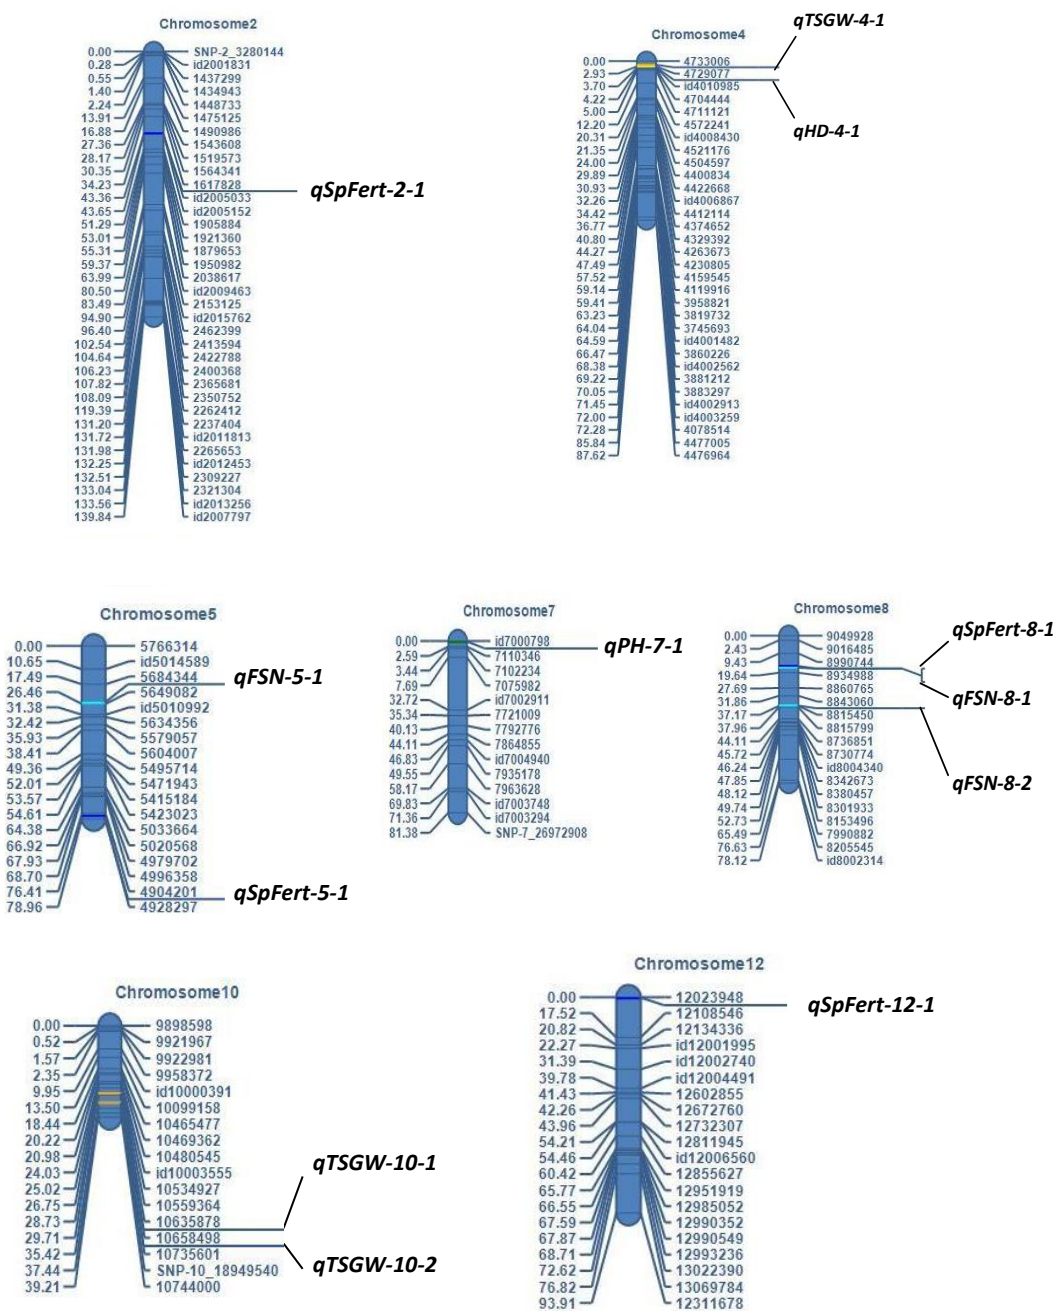 Chromosome2
0.00 SNP-2_3280144
0.28 id2001831
0.55 1437299
1.40 1434943
2.24 1448733
13.91 1475125
16.88 1490986
27.36 1543608
28.17 1519573
30.35 1564341
34.23 1617828
qSpFert-2-1
43.36 id2005033
43.65 id2005152
51.29 1905884
53.01 1921360
55.31 1879653
59.37 1950982
63.99 2038617
80.50 id2009463
83.49 2153125
94.90 id2015762
96.40 2462399
102.54 2413594
104.64 2422788
106.23 2400368
107.82 2365681
108.09 2350752
119.39 2262412
131.20 2237404
131.72 id2011813
131.98 2265653
132.25 id2012453
132.51 2309227
133.04 2321304
133.56 id2013256
139.84 id2007797
Chromosome4
qTSGW-4-1
0.00 4733006
2.93 4729077
3.70 id4010985
4.22 4704444
5.00 4711121
qHD-4-1
12.20 4572241
20.31 id4008430
21.35 4521176
24.00 4504597
29.89 4400834
30.93 4422668
32.26 id4006867
34.42 4412114
36.77 4374652
40.80 4329392
44.27 4263673
47.49 4230805
57.52 4159545
59.14 4119916
59.41 3958821
63.23 3819732
64.04 3745693
64.59 id4001482
66.47 3860226
68.38 id4002562
69.22 3881212
70.05 3883297
71.45 id4002913
72.00 id4003259
72.28 4078514
85.84 4477005
87.62 4476964
Chromosome5
0.00 5766314
10.65 id5014589
17.49 5684344
qFSN-5-1
26.46 5649082
31.38 id5010992
32.42 5634356
35.93 5579057
38.41 5604007
49.36 5495714
52.01 5471943
53.57 5415184
54.61 5423023
64.38 5033664
66.92 5020568
67.93 4979702
68.70 4996358
76.41 4904201
qSpFert-5-1
78.96 4928297
Chromosome7
0.00 id7000798
qPH-7-1
2.59 7110346
3.44 7102234
7.69 7075982
32.72 id7002911
35.34 7721009
40.13 7792776
44.11 7864855
46.83 id7004940
49.55 7935178
58.17 7963628
69.83 id7003748
71.36 id7003294
81.38 SNP-7_26972908
Chromosome8
0.00 9049928
qSpFert-8-1
2.43 9016485
9.43 8990744
19.64 8934988
27.69 8860765
qFSN-8-1
31.86 8843060
37.17 8815450
37.96 8815799
44.11 8736851
45.72 8730774
46.24 id8004340
47.85 8342673
qFSN-8-2
48.12 8380457
49.74 8301933
52.73 8153496
65.49 7990882
76.63 8205545
78.12 id8002314
Chromosome10
0.00 9898598
0.52 9921967
1.57 9922981
2.35 9958372
9.95 id10000391
13.50 10099158
18.44 10465477
20.22 10469362
20.98 10480545
qTSGW-10-1
24.03 id10003555
25.02 10534927
26.75 10559364
28.73 10635878
29.71 10658498
35.42 10735601
qTSGW-10-2
37.44 SNP-10_18949540
39.21 10744000
Chromosome12
0.00 12023948
qSpFert-12-1
17.52 12108546
20.82 12134336
22.27 id12001995
31.39 id12002740
39.78 id12004491
41.43 12602855
42.26 12672760
43.96 12732307
54.21 12811945
54.46 id12006560
60.42 12855627
65.77 12951919
66.55 12985052
67.59 12990352
67.87 12990549
68.71 12993236
72.62 13022390
76.82 13069784
93.91 12311678